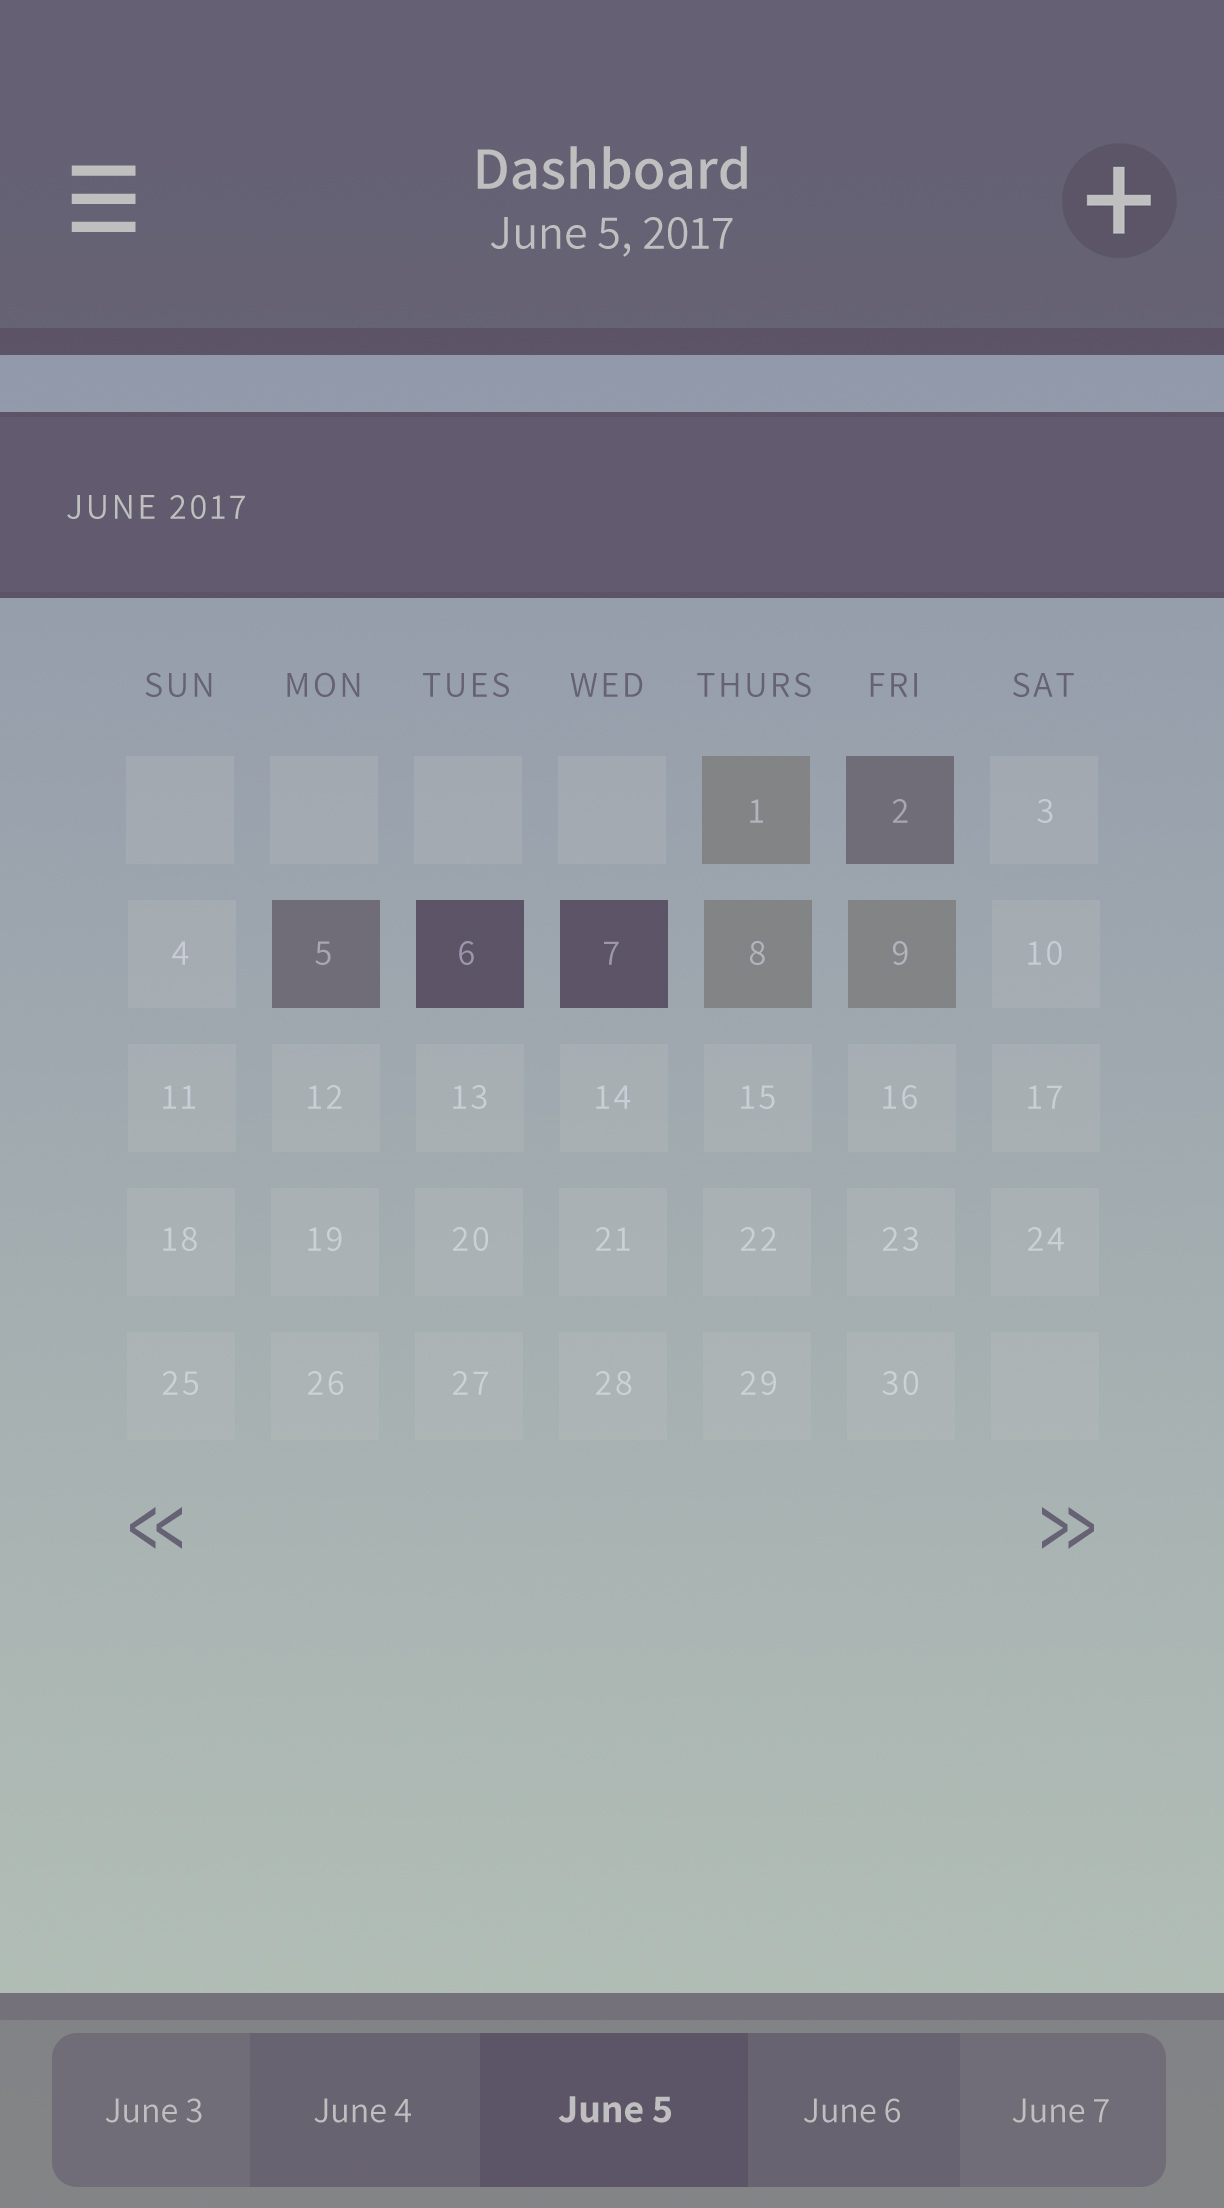 Dashboard
June 5, 2017
JUNE 2017
SUN MON TUES WED THURS FRI SAT
1 2 3
4 5 6 7 8 9 10
11 12 13 14 15 16 17
18 19 20 21 22 23 24
25 26 27 28 29 30
June 3 June 4 June 5 June 6 June 7